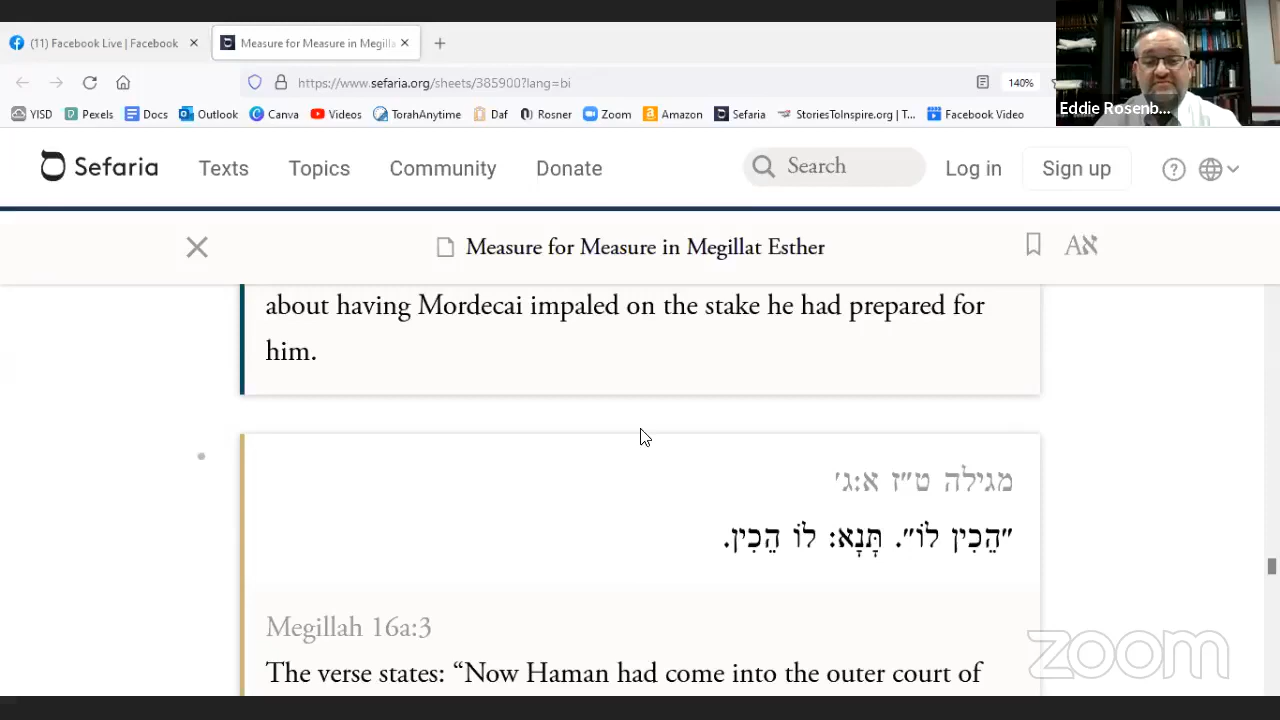 (11) Facebook Live | Facebook
Measure for Measure in Megilla
https://www.sefaria.org/sheets/385900?lang=bi
140%
Eddie Rosenb...
YISD Pexels Docs Outlook Canva Videos TorahAnytime Daf Rosner Zoom Amazon Sefaria StoriesToInspire.org | T... Facebook Video
Sefaria Texts Topics Community Donate Search Log in Sign up
Measure for Measure in Megillat Esther
Aא
about having Mordecai impaled on the stake he had prepared for
him.
מגילה ט״ז א:ג׳
״הֵכִין לוֹ״. תָּנָא: לוֹ הֵכִין.
Megillah 16a:3
The verse states: “Now Haman had come into the outer court of
zoom